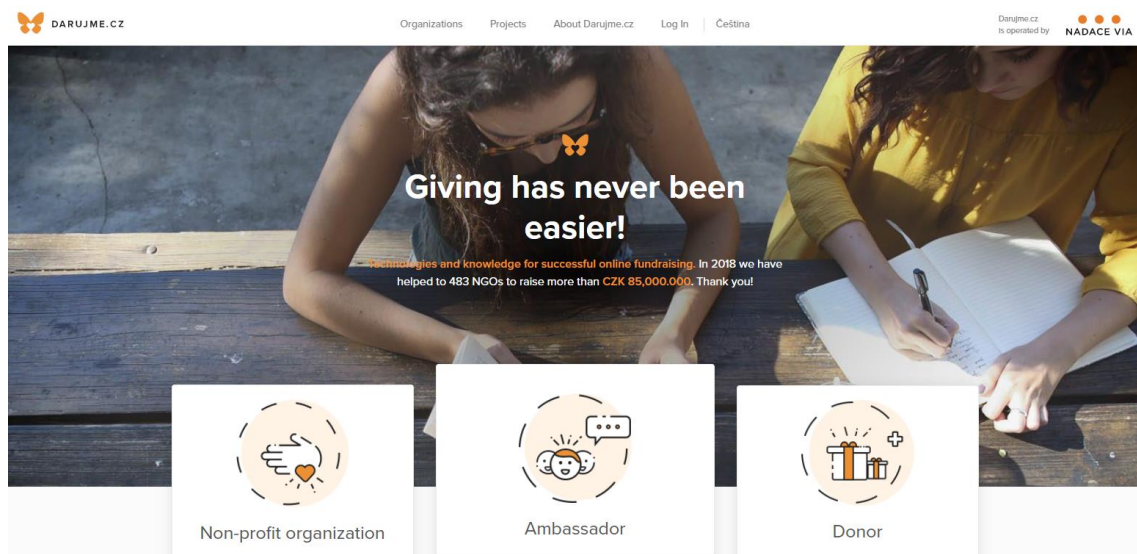 DARUJME.CZ
Organizations Projects About Darujme.cz Log In Čeština
Darujme.cz
is operated by
NADACE VIA
Giving has never been
easier!
Technologies and knowledge for successful online fundraising. In 2018 we have
helped to 483 NGOs to raise more than CZK 85,000.000. Thank you!
Non-profit organization
Ambassador
Donor